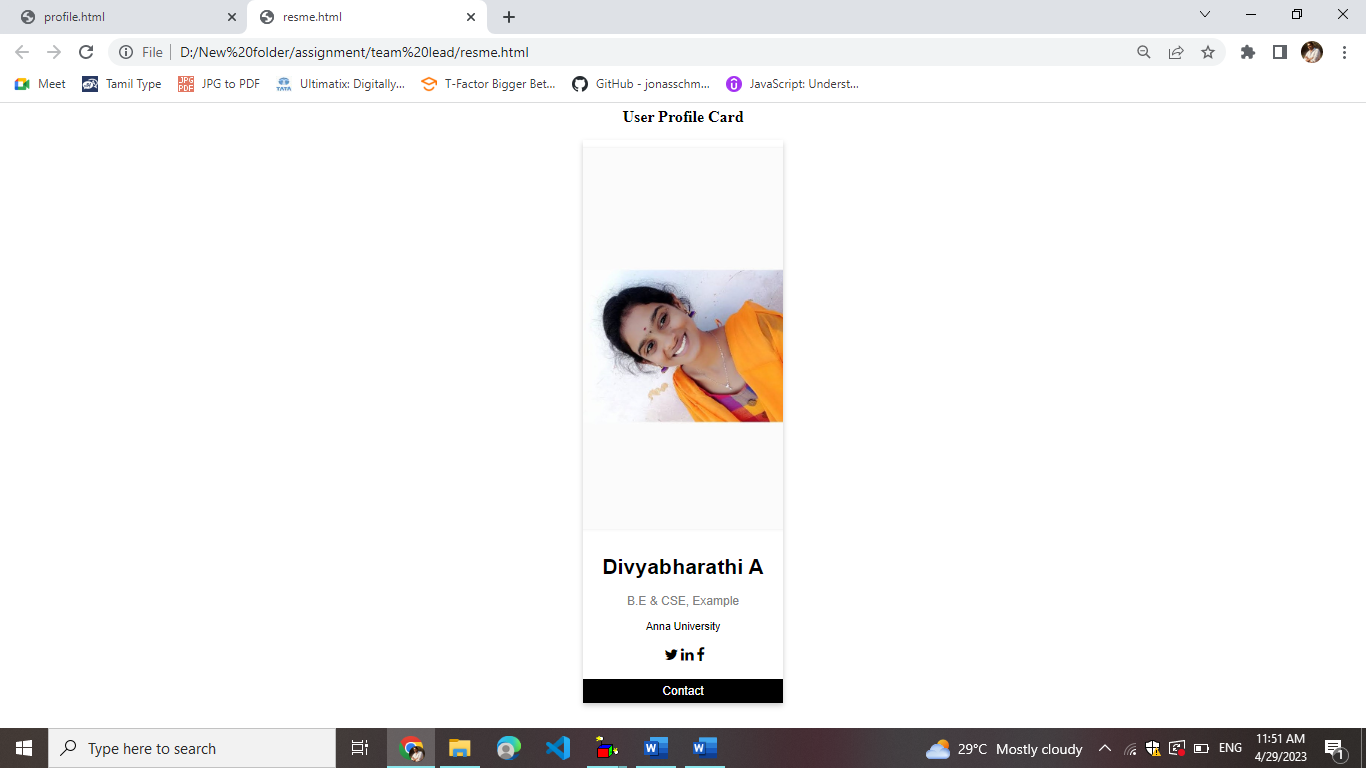 profile.html
resme.html
File
D:/New%20folder/assignment/team%20lead/resme.html
Meet
Tamil Type
JPG to PDF
Ultimatix: Digitally...
T-Factor Bigger Bet...
GitHub - jonasschm...
JavaScript: Underst...
User Profile Card
Divyabharathi A
B.E & CSE, Example
Anna University
Contact
Type here to search
29°C Mostly cloudy
ENG
11:51 AM
4/29/2023
1